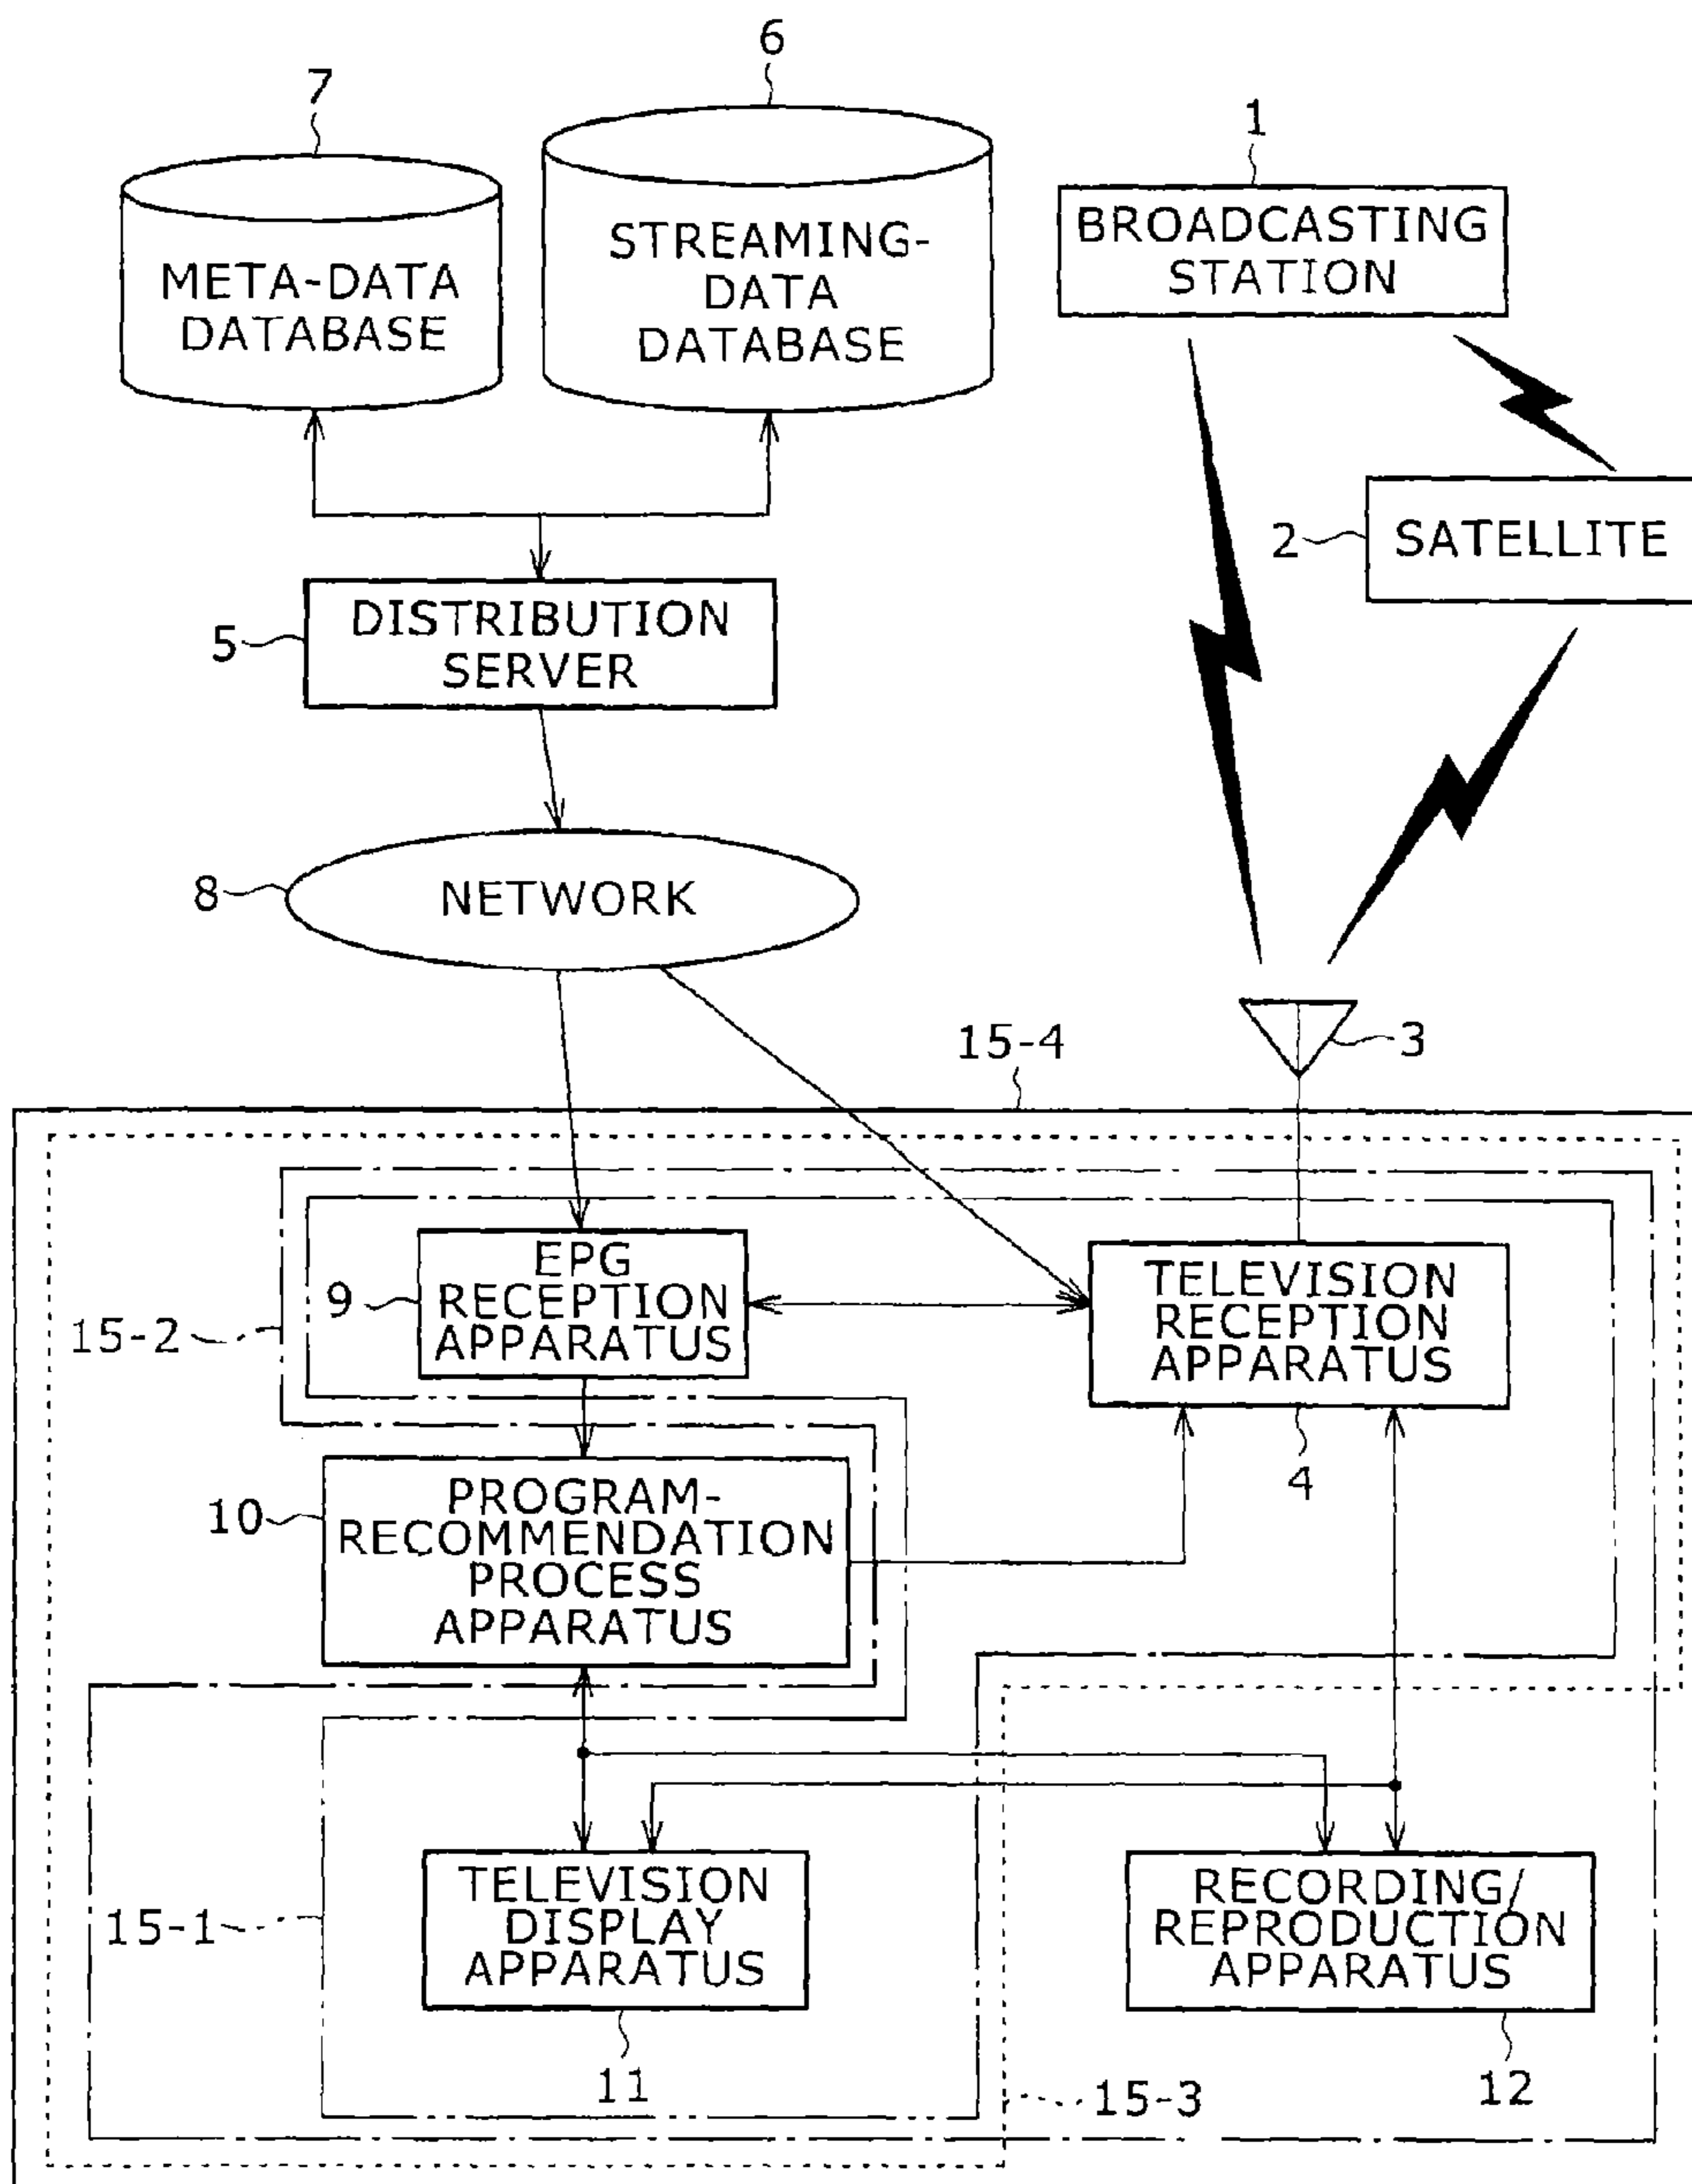 6
7
1
BROADCASTING
STATION
STREAMING-
DATA
DATABASE
META-DATA
DATABASE
2
SATELLITE
5
DISTRIBUTION
SERVER
8
NETWORK
3
15-4
9
EPG
RECEPTION
APPARATUS
TELEVISION
RECEPTION
APPARATUS
15-2
4
10
PROGRAM-
RECOMMENDATION
PROCESS
APPARATUS
15-1
TELEVISION
DISPLAY
APPARATUS
RECORDING/
REPRODUCTION
APPARATUS
11
15-3
12